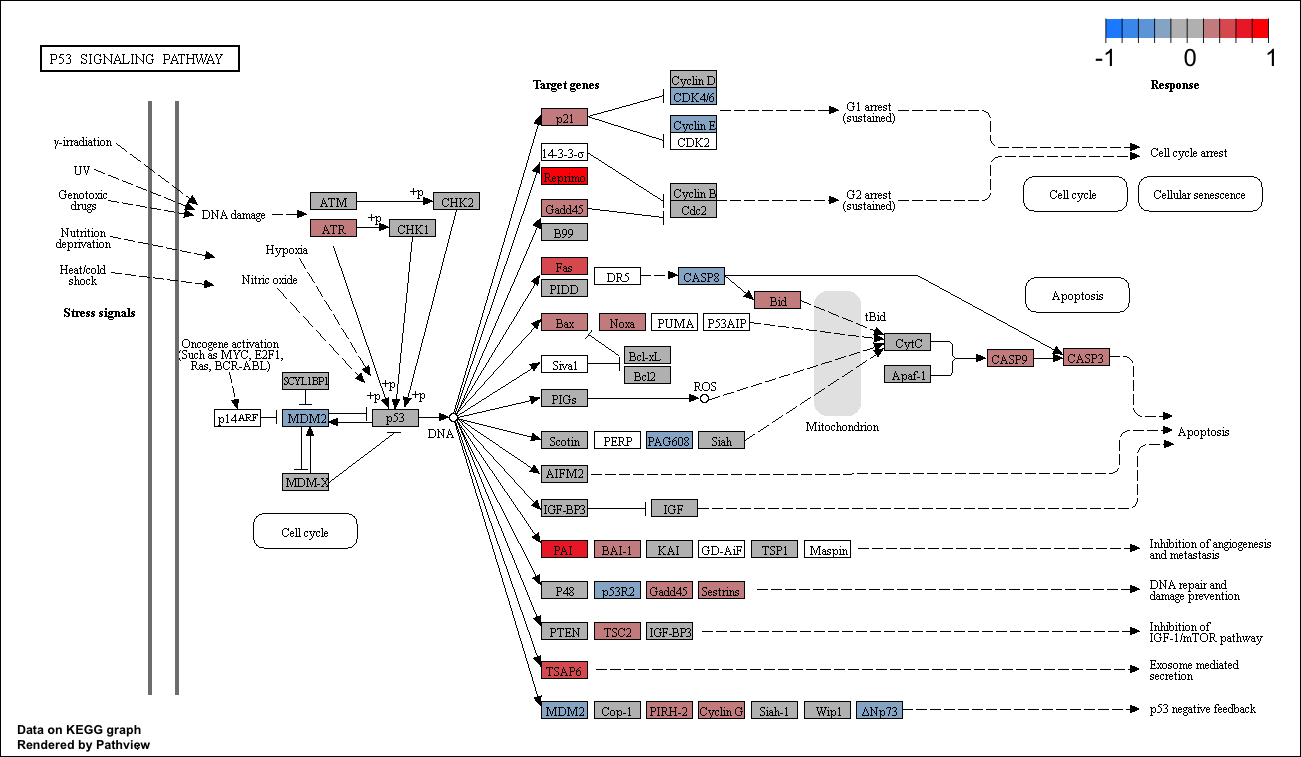 P53 SIGNALING PATHWAY
-1
0
1
Target genes
Response
Cyclin D
CDK4/6
p21
G1 arrest
(sustained)
Cyclin E
CDK2
γ-irradiation
14-3-3-σ
Cell cycle arrest
UV
Reprimo
Cell cycle
Cellular senescence
Genotoxic
drugs
DNA damage
ATM
+p
CHK2
Cyclin B
Cdc2
G2 arrest
(sustained)
Gadd45
ATR
+p
CHK1
B99
Nutrition
deprivation
Hypoxia
Heat/cold
shock
Nitric oxide
Fas
PIDD
DR5
CASP8
Bid
Apoptosis
Stress signals
tBid
Bax
Noxa
PUMA
P53AIP
CytC
Oncogene activation
(Such as MYC, E2F1,
Ras, BCR-ABL)
Siva1
Bcl-xL
Bcl2
CASP9
CASP3
Apaf-1
SCYL1BP1
+p
+p
+p
PIGs
ROS
p14ARF
MDM2
p53
DNA
Mitochondrion
Scotin
PERP
PAG608
Siah
Apoptosis
MDM-X
AIFM2
IGF-BP3
IGF
Cell cycle
PAI
BAI-1
KAI
GD-AiF
TSP1
Maspin
Inhibition of angiogenesis
and metastasis
P48
p53R2
Gadd45
Sestrins
DNA repair and
damage prevention
PTEN
TSC2
IGF-BP3
Inhibition of
IGF-1/mTOR pathway
TSAP6
Exosome mediated
secretion
MDM2
Cop-1
PIRH-2
Cyclin G
Siah-1
Wip1
ΔNp73
p53 negative feedback
Data on KEGG graph
Rendered by Pathview